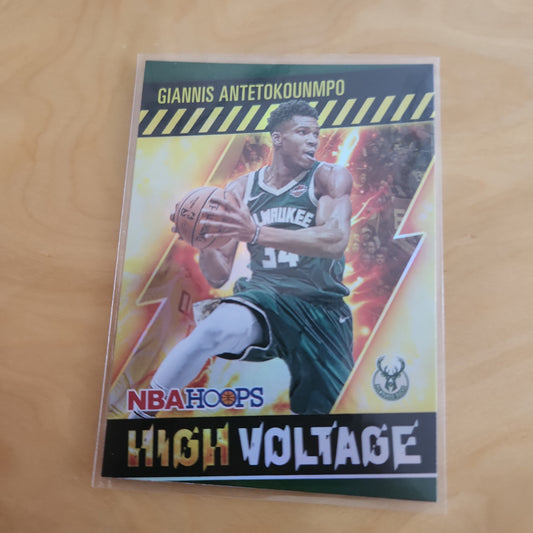 GIANNIS ANTETOKOUNMPO
MILWAUKEE
34
NBA HOOPS
HIGH VOLTAGE